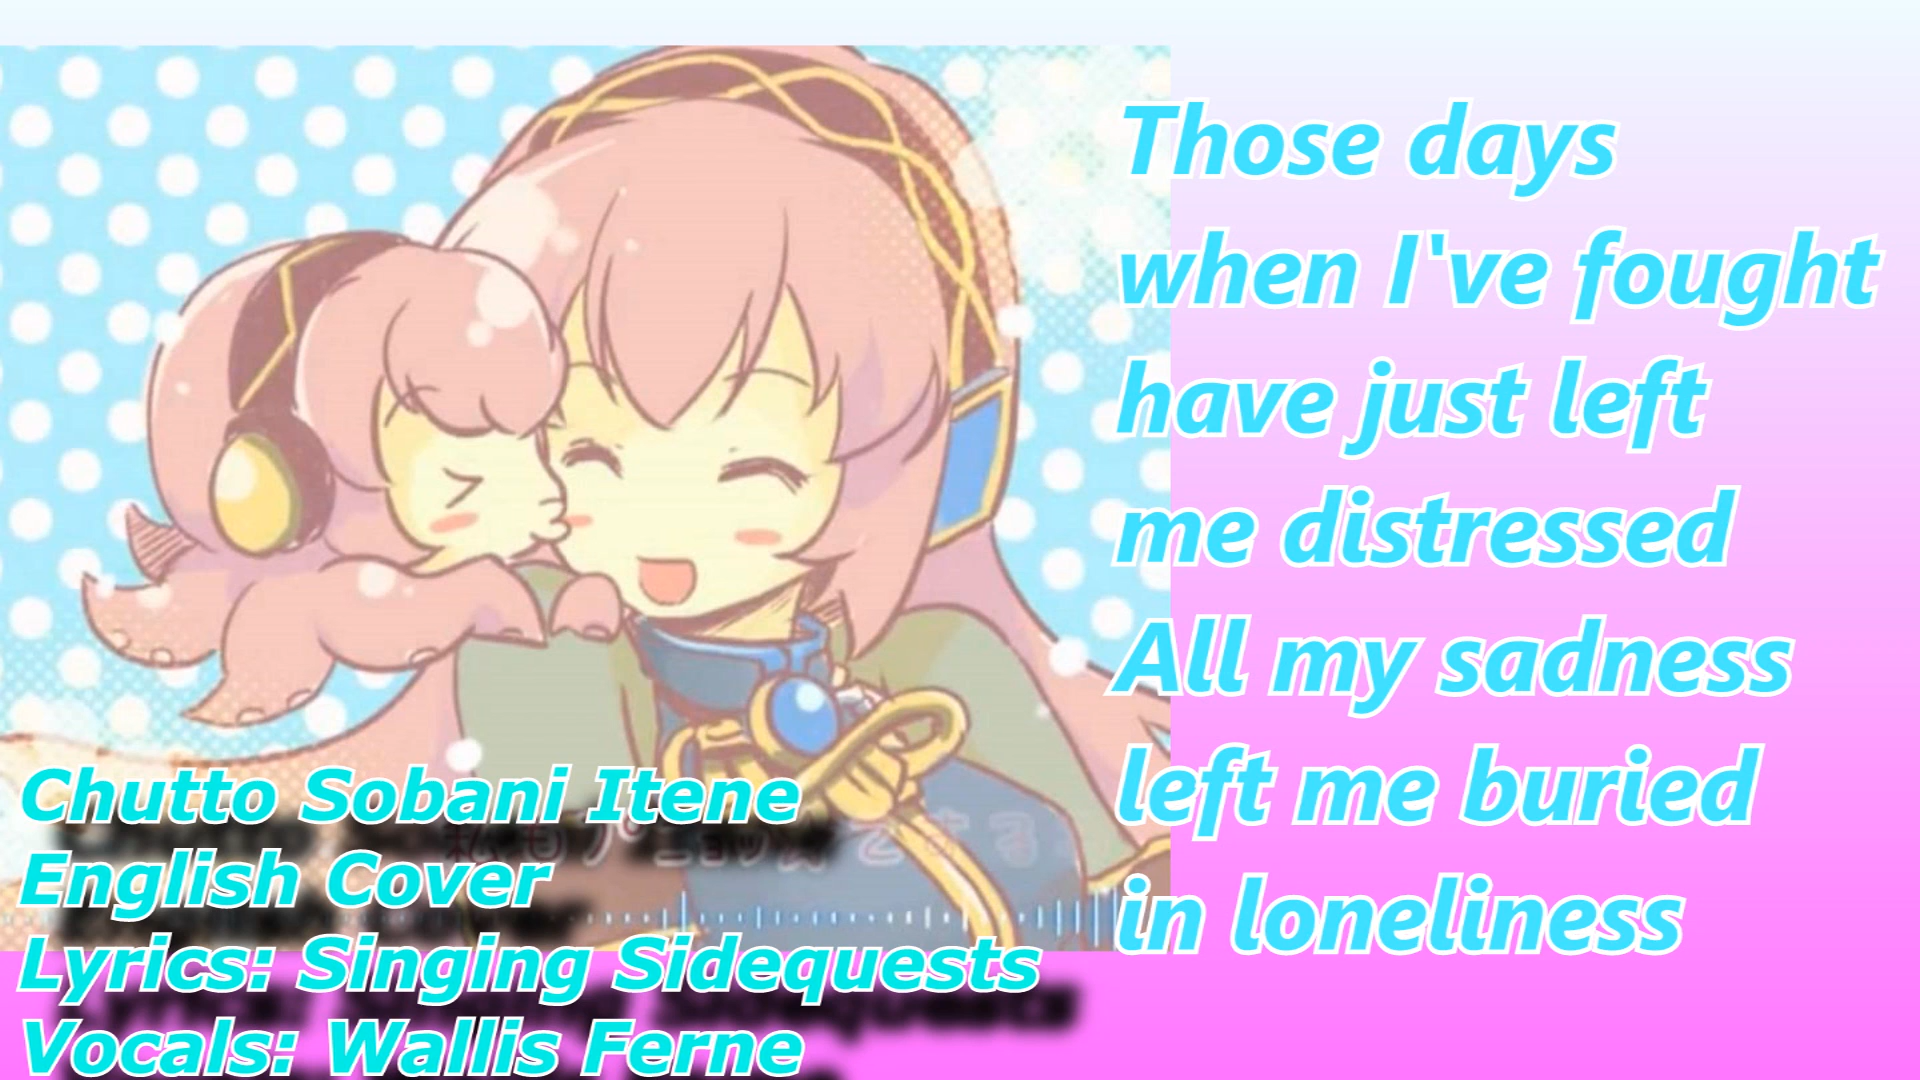 Those days
when I`ve fought
have just left
me distressed
All my sadness
left me buried
in loneliness
Chutto Sobani Itene
English Cover
Lyrics: Singing Sidequests
Vocals: Wallis Ferne